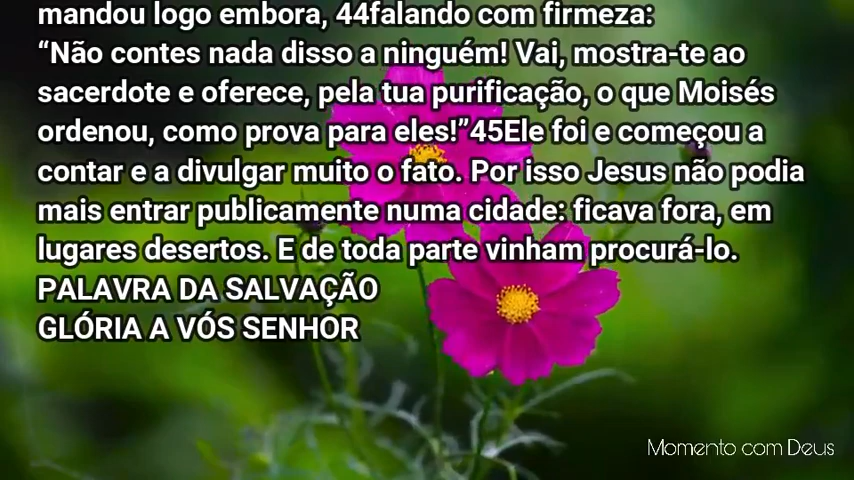 mandou logo embora, 44falando com firmeza:
“Não contes nada disso a ninguém! Vai, mostra-te ao
sacerdote e oferece, pela tua purificação, o que Moisés
ordenou, como prova para eles!”45Ele foi e começou a
contar e a divulgar muito o fato. Por isso Jesus não podia
mais entrar publicamente numa cidade: ficava fora, em
lugares desertos. E de toda parte vinham procurá-lo.
PALAVRA DA SALVAÇÃO
GLÓRIA A VÓS SENHOR
Momento com Deus